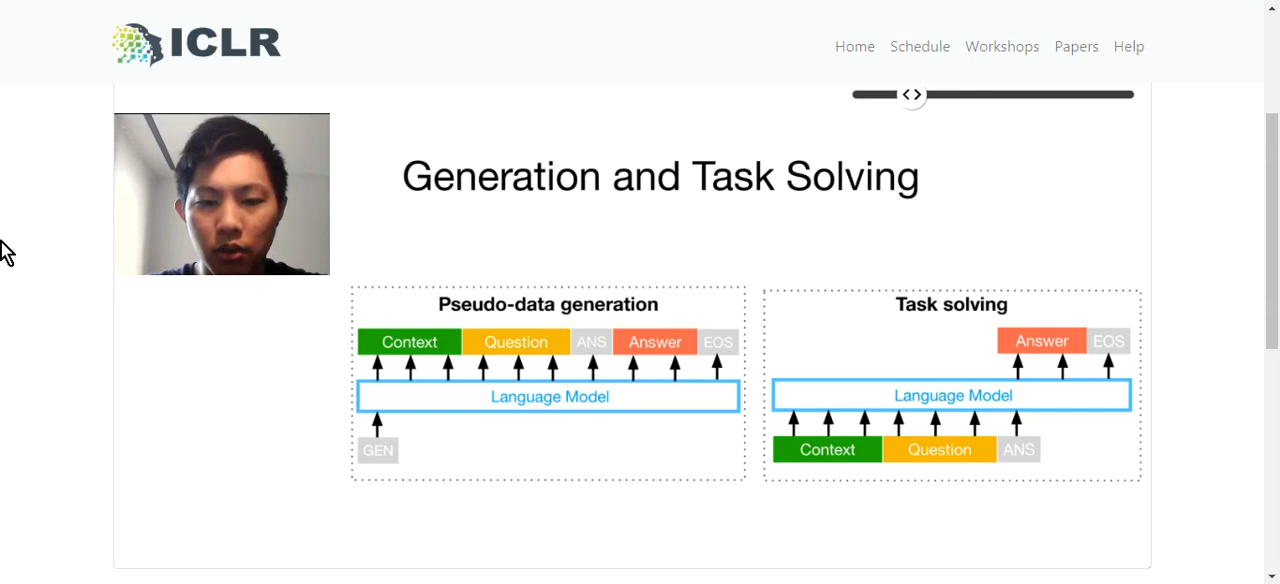 ICLR
Home Schedule Workshops Papers Help
Generation and Task Solving
Pseudo-data generation
Context Question ANS Answer EOS
Language Model
GEN
Task solving
Answer EOS
Language Model
Context Question ANS